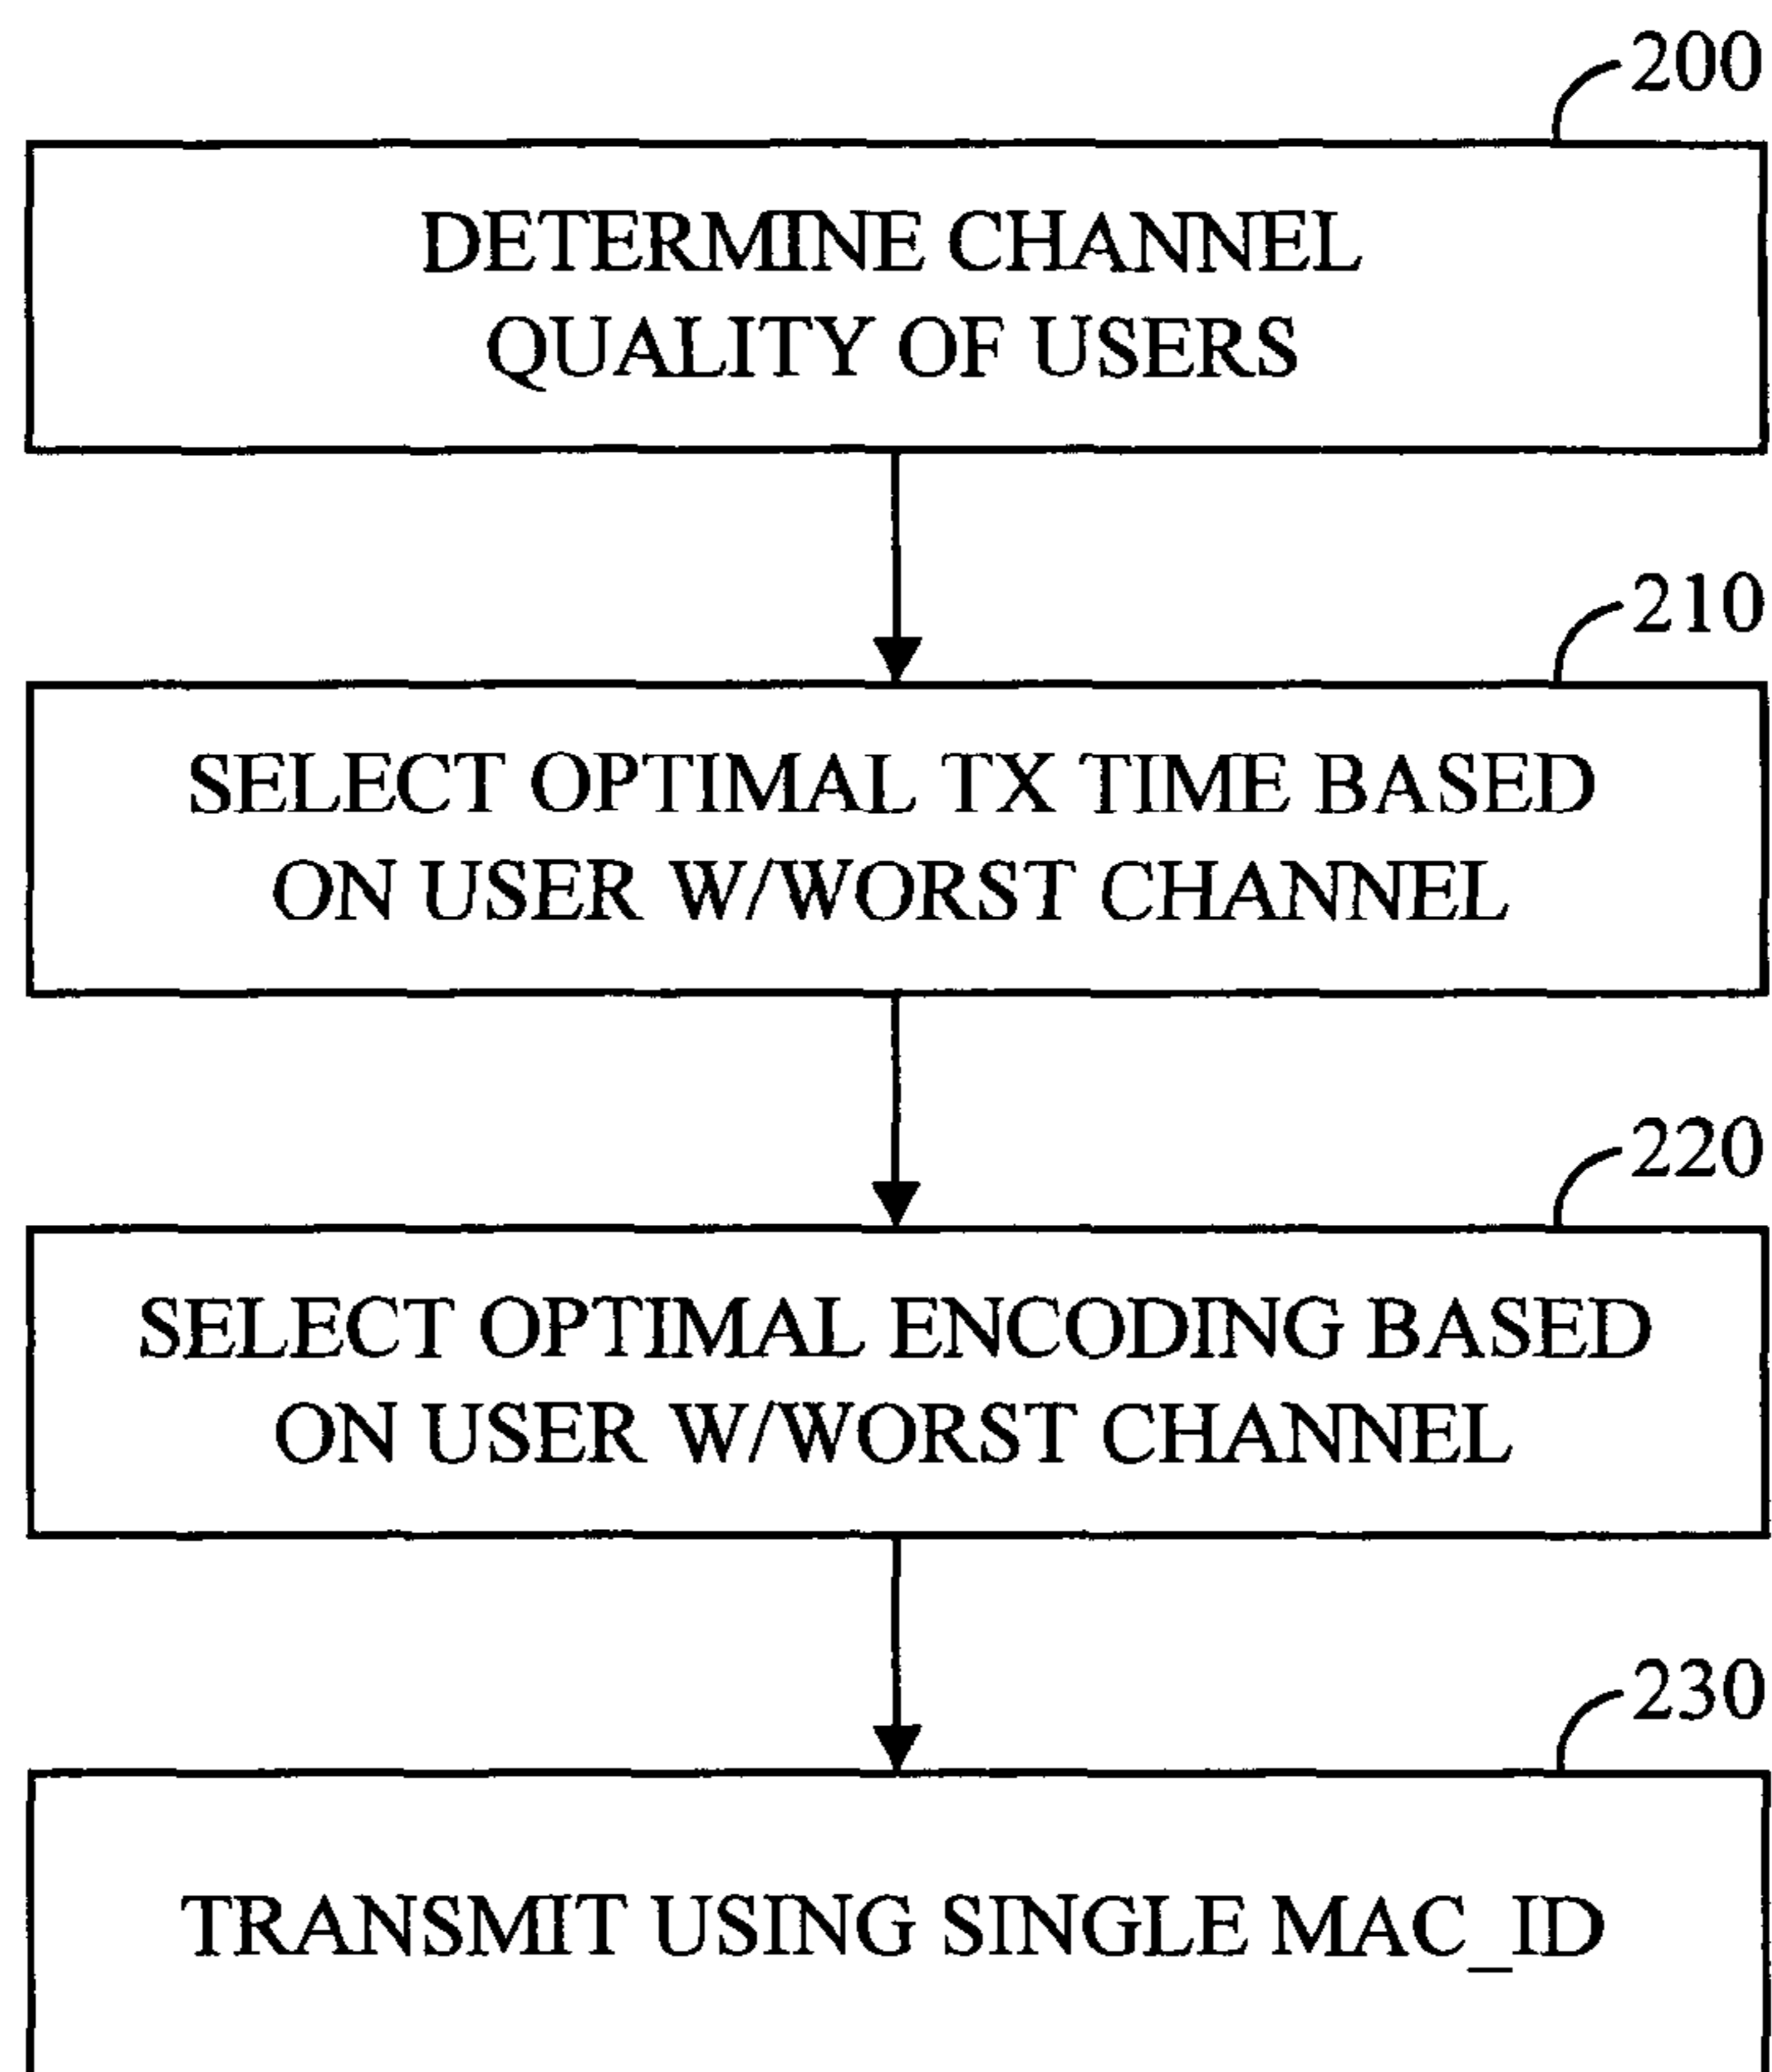 200
DETERMINE CHANNEL
QUALITY OF USERS
210
SELECT OPTIMAL TX TIME BASED
ON USER W/WORST CHANNEL
220
SELECT OPTIMAL ENCODING BASED
ON USER W/WORST CHANNEL
230
TRANSMIT USING SINGLE MAC_ID